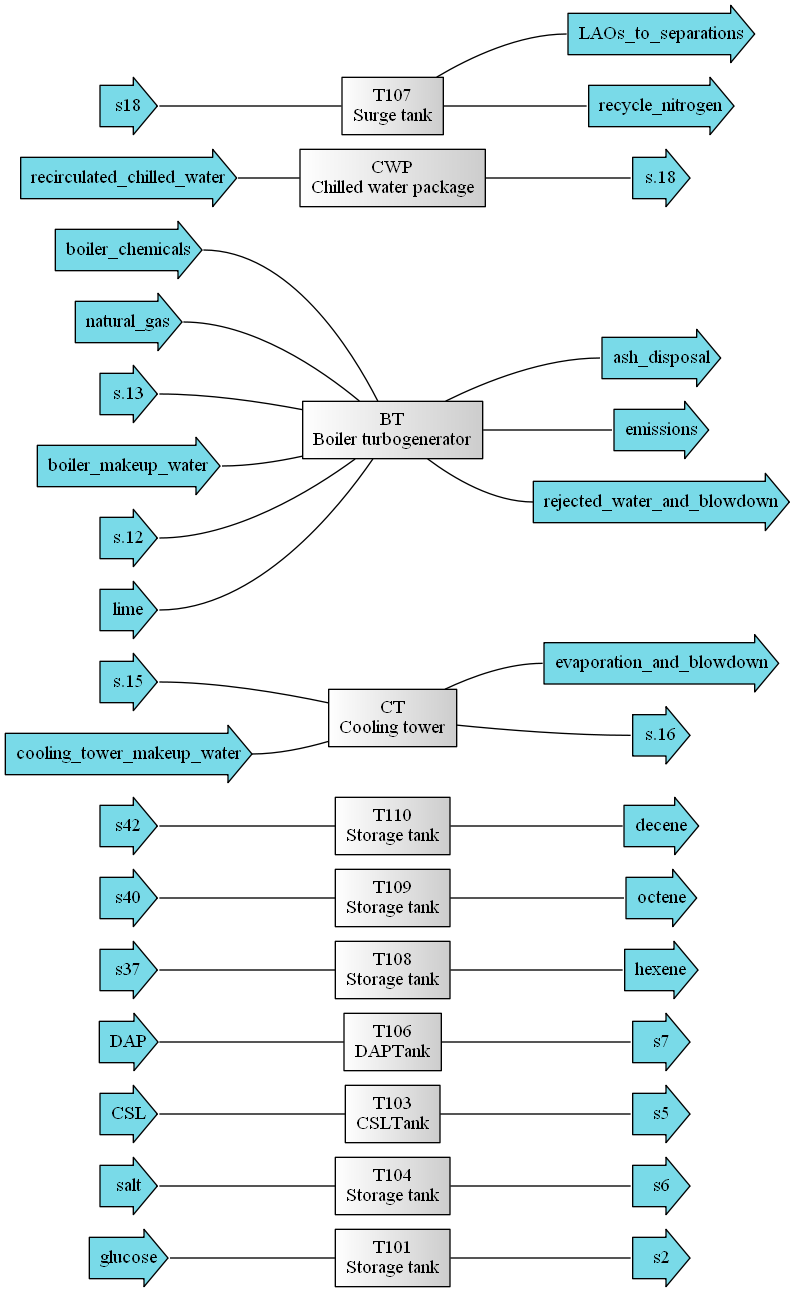 LAOs_to_separations
s18
T107
Surge tank
recycle_nitrogen
recirculated_chilled_water
CWP
Chilled water package
s.18
boiler_chemicals
natural_gas
s.13
boiler_makeup_water
s.12
lime
BT
Boiler turbogenerator
ash_disposal
emissions
rejected_water_and_blowdown
s.15
cooling_tower_makeup_water
CT
Cooling tower
evaporation_and_blowdown
s.16
s42
T110
Storage tank
decene
s40
T109
Storage tank
octene
s37
T108
Storage tank
hexene
DAP
T106
DAPTank
s7
CSL
T103
CSLTank
s5
salt
T104
Storage tank
s6
glucose
T101
Storage tank
s2